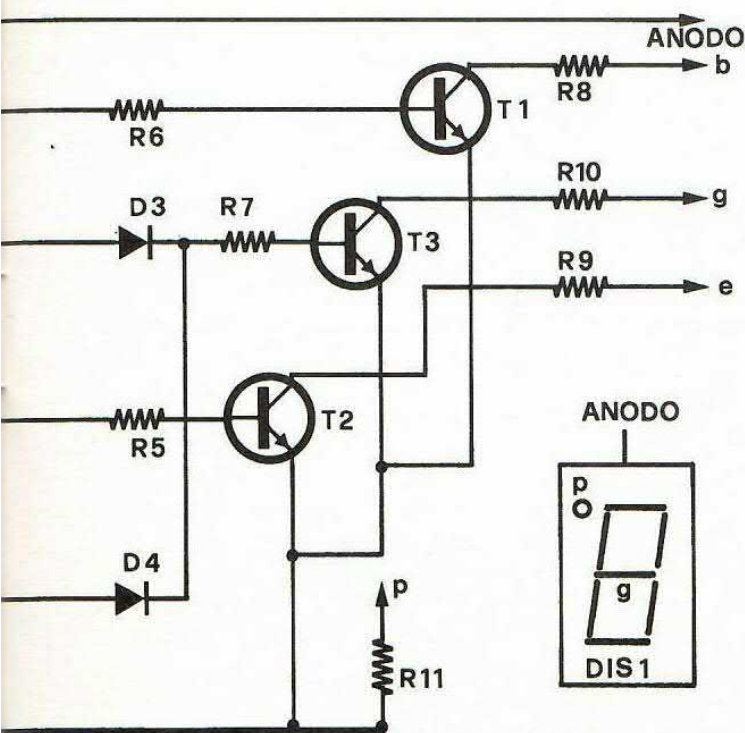 ANODO
b
R8
T1
R6
R10
g
D3
R7
T3
R9
e
ANODO
T2
R5
p
D4
p
g
R11
DIS1